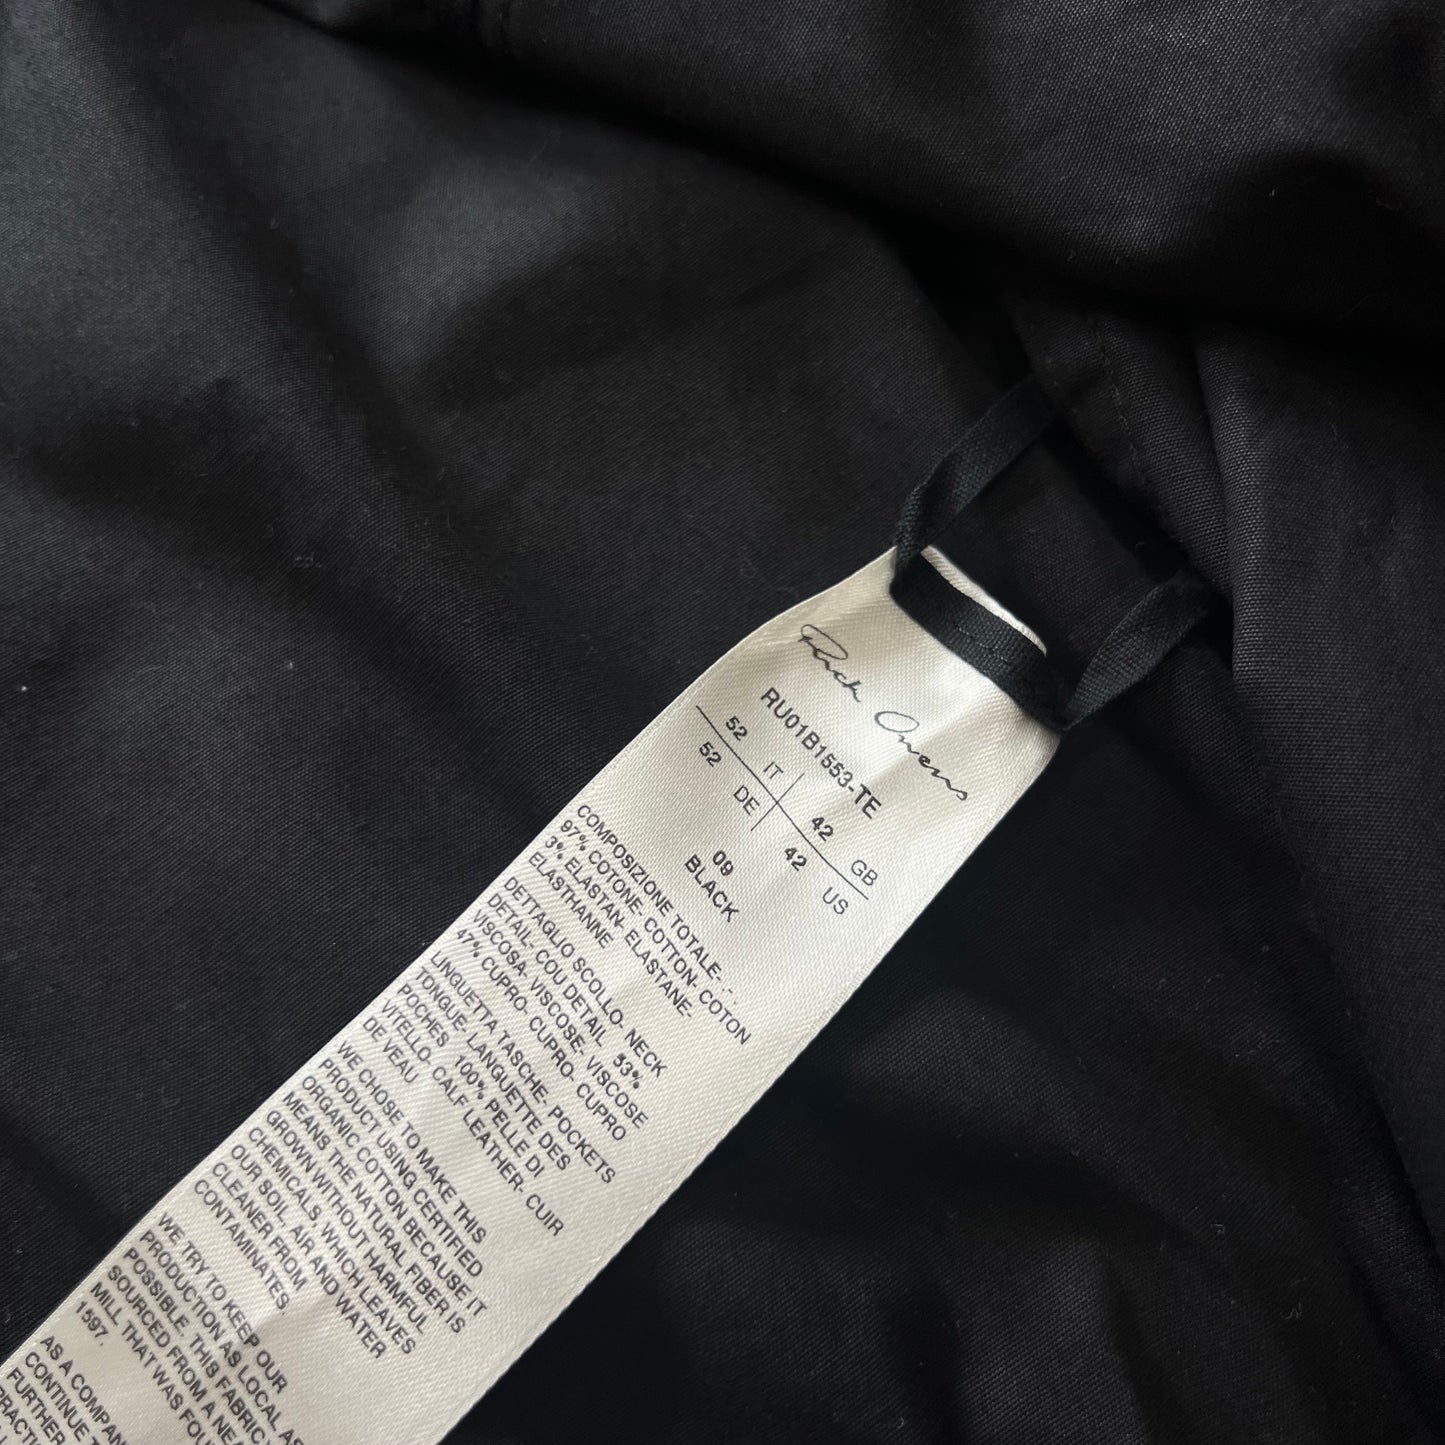 Rick Owens
RU01B1553-TE
52 IT 42 GB
52 DE 42 US
09
BLACK
COMPOSIZIONE TOTALE- -
97% COTONE- COTTON- COTON
3% ELASTAN- ELASTANE-
ELASTHANNE
DETTAGLIO SCOLLO- NECK
DETAIL- COU DETAIL 53%
VISCOSA- VISCOSE- VISCOSE
47% CUPRO- CUPRO- CUPRO
LINGUETTA TASCHE- POCKETS
TONGUE- LANGUETTE DES
POCHES 100% PELLE DI
VITELLO- CALF LEATHER- CUIR
DE VEAU
WE CHOSE TO MAKE THIS
PRODUCT USING CERTIFIED
ORGANIC COTTON BECAUSE IT
MEANS THE NATURAL FIBER IS
GROWN WITHOUT HARMFUL
CHEMICALS, WHICH LEAVES
OUR SOIL, AIR AND WATER
CLEANER FROM
CONTAMINATES.
WE TRY TO KEEP OUR
PRODUCTION AS LOCAL AS
POSSIBLE. THIS FABRIC
SOURCED FROM A
MILL THAT WAS
1597.
AS A
CONTINUE
FURTHER